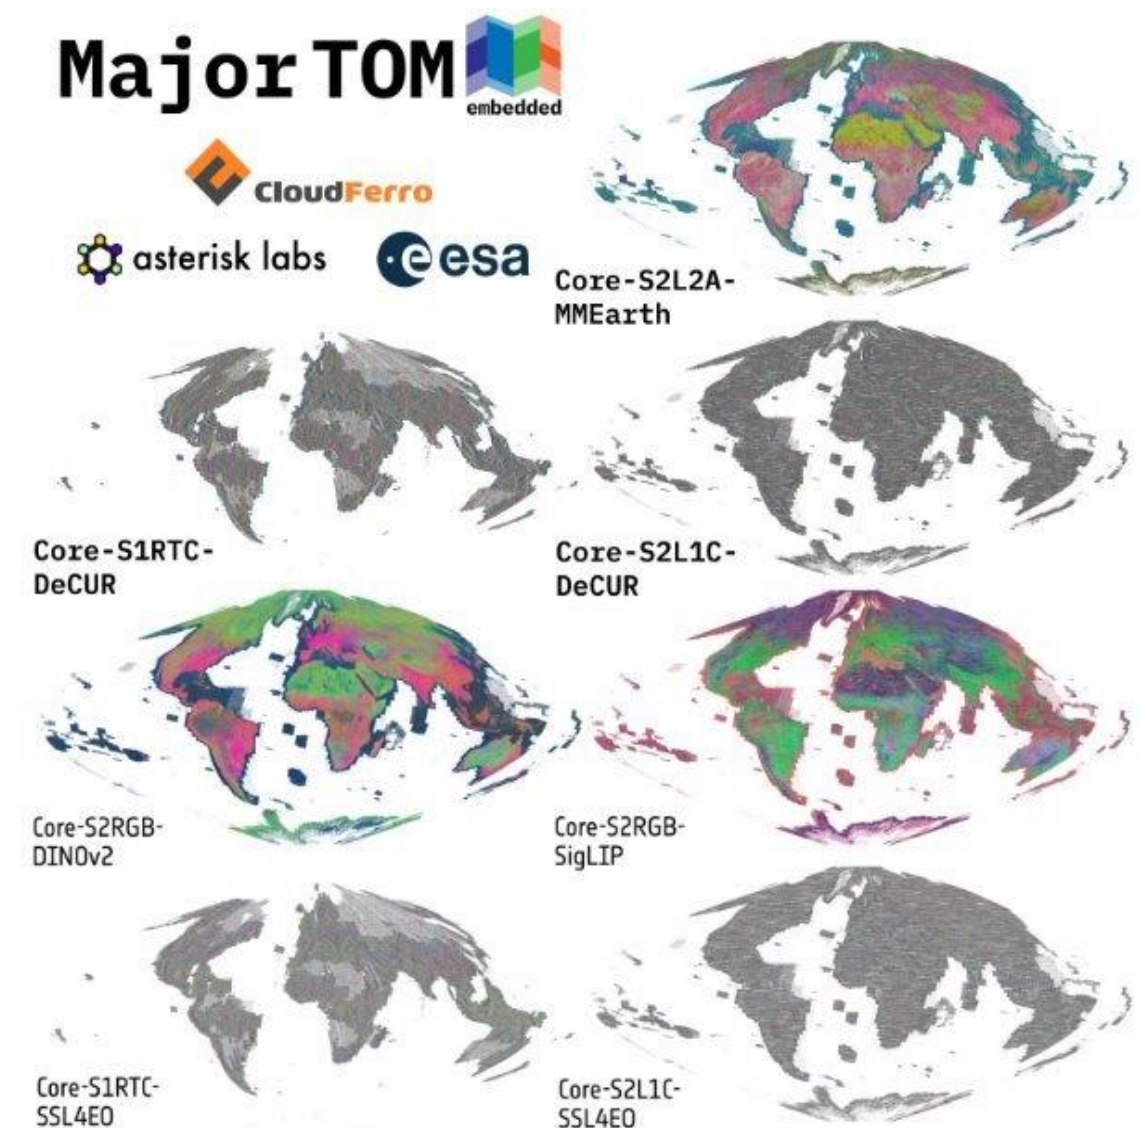 Major TOM
embedded
CloudFerro
asterisk labs
esa
Core-S2L2A-
MMEarth
Core-S1RTC-
DeCUR
Core-S2L1C-
DeCUR
Core-S2RGB-
DINOv2
Core-S2RGB-
SigLIP
Core-S1RTC-
SSL4EO
Core-S2L1C-
SSL4EO